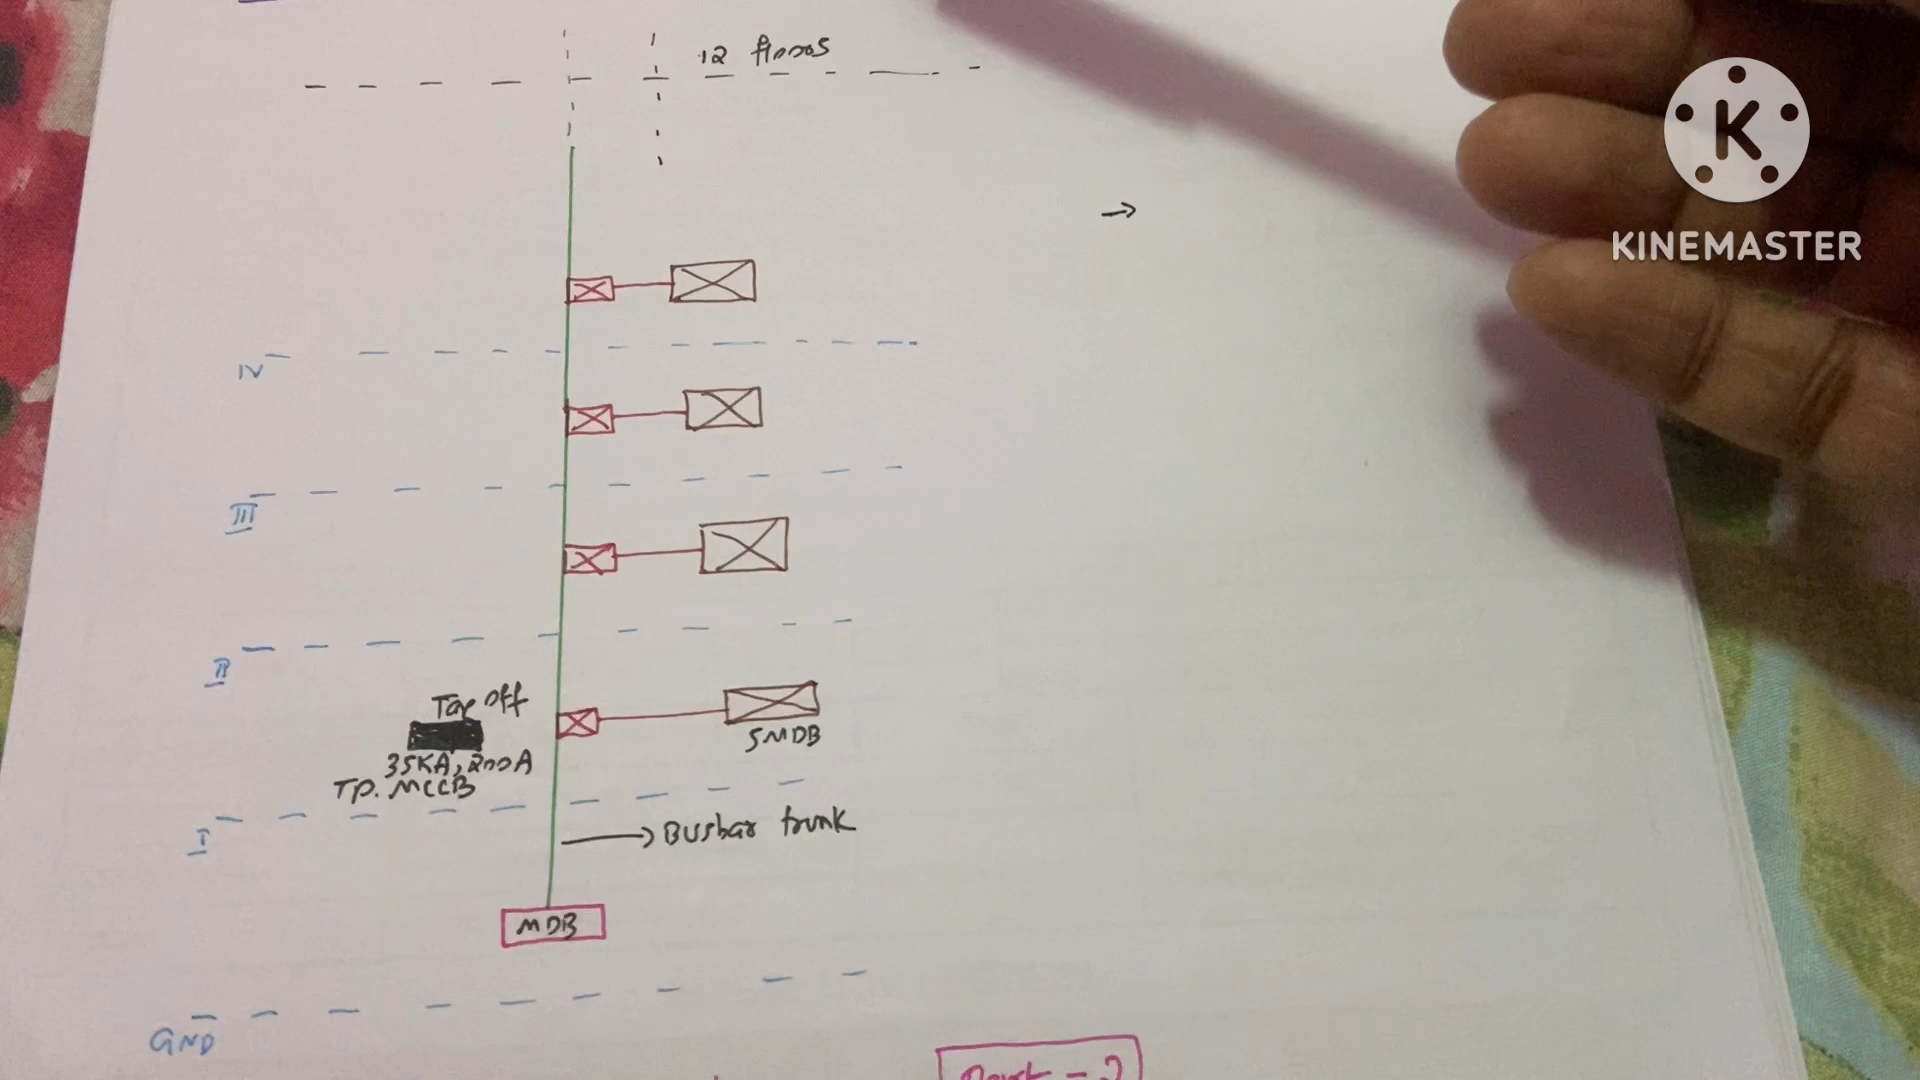 12 floors
K
KINEMASTER
IV
III
II
Tap off
35KA, 200A
TP. MCCB
SMDB
I
Busbar trunk
MDB
GND